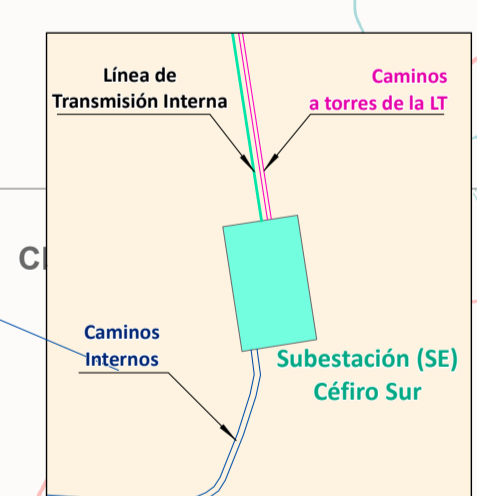 Línea de
Transmisión Interna
Caminos
a torres de la LT
Caminos
Internos
Subestación (SE)
Céfiro Sur